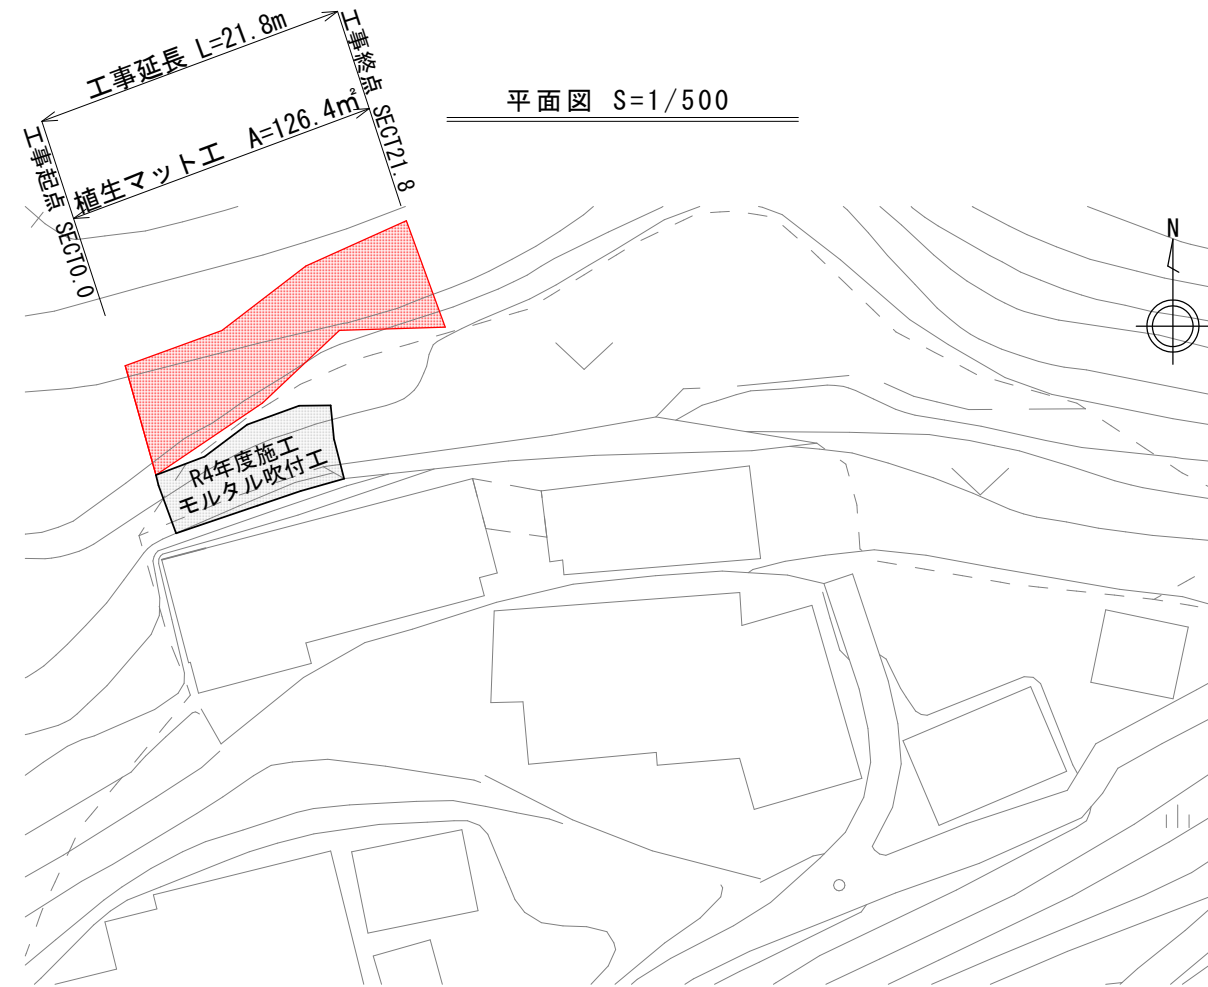 工事延長 L=21.8m
工事終点 SECT21.8
平面図 S=1/500
植生マット工 A=126.4㎡
工事起点 SECT0.0
N
R4年度施工
モルタル吹付工